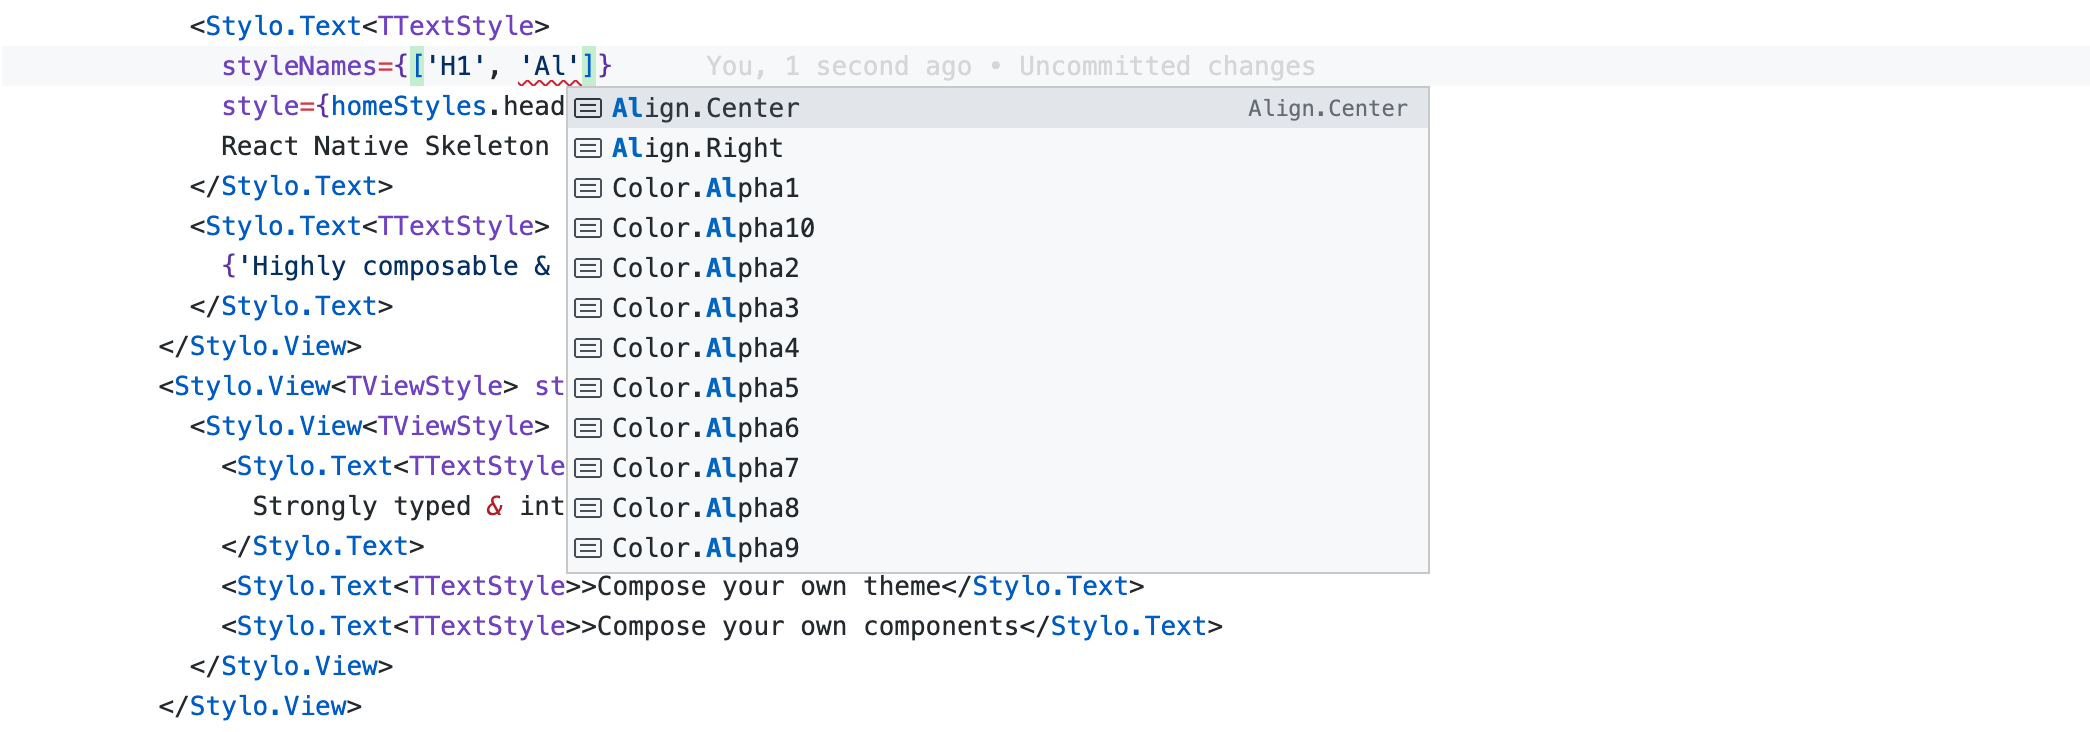 <Stylo.Text<TTextStyle>
styleNames={['H1', 'Al']} You, 1 second ago • Uncommitted changes
style={homeStyles.head
Align.Center Align.Center
React Native Skeleton
Align.Right
</Stylo.Text>
Color.Alpha1
<Stylo.Text<TTextStyle>
Color.Alpha10
{'Highly composable &
Color.Alpha2
</Stylo.Text>
Color.Alpha3
</Stylo.View>
Color.Alpha4
<Stylo.View<TViewStyle> st
Color.Alpha5
<Stylo.View<TViewStyle>
Color.Alpha6
<Stylo.Text<TTextStyle
Color.Alpha7
Strongly typed & int
Color.Alpha8
</Stylo.Text>
Color.Alpha9
<Stylo.Text<TTextStyle>>Compose your own theme</Stylo.Text>
<Stylo.Text<TTextStyle>>Compose your own components</Stylo.Text>
</Stylo.View>
</Stylo.View>